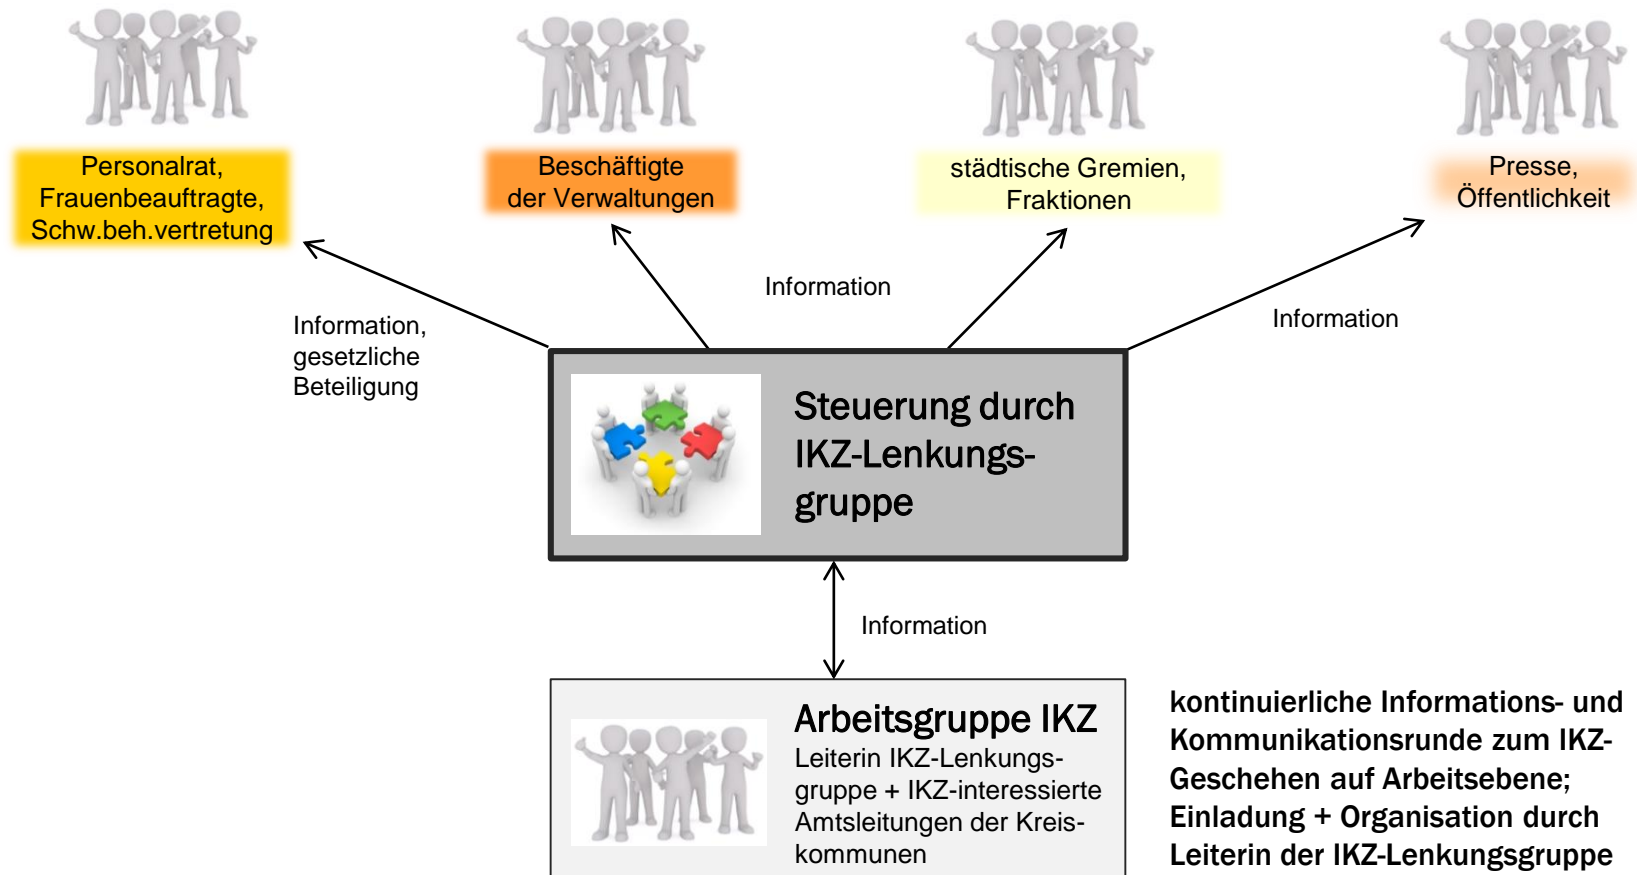 Personalrat,
Frauenbeauftragte,
Schw.beh.vertretung
Beschäftigte
der Verwaltungen
städtische Gremien,
Fraktionen
Presse,
Öffentlichkeit
Information,
gesetzliche
Beteiligung
Information
Information
Steuerung durch
IKZ-Lenkungs-
gruppe
Information
Arbeitsgruppe IKZ
Leiterin IKZ-Lenkungs-
gruppe + IKZ-interessierte
Amtsleitungen der Kreis-
kommunen
kontinuierliche Informations- und
Kommunikationsrunde zum IKZ-
Geschehen auf Arbeitsebene;
Einladung + Organisation durch
Leiterin der IKZ-Lenkungsgruppe